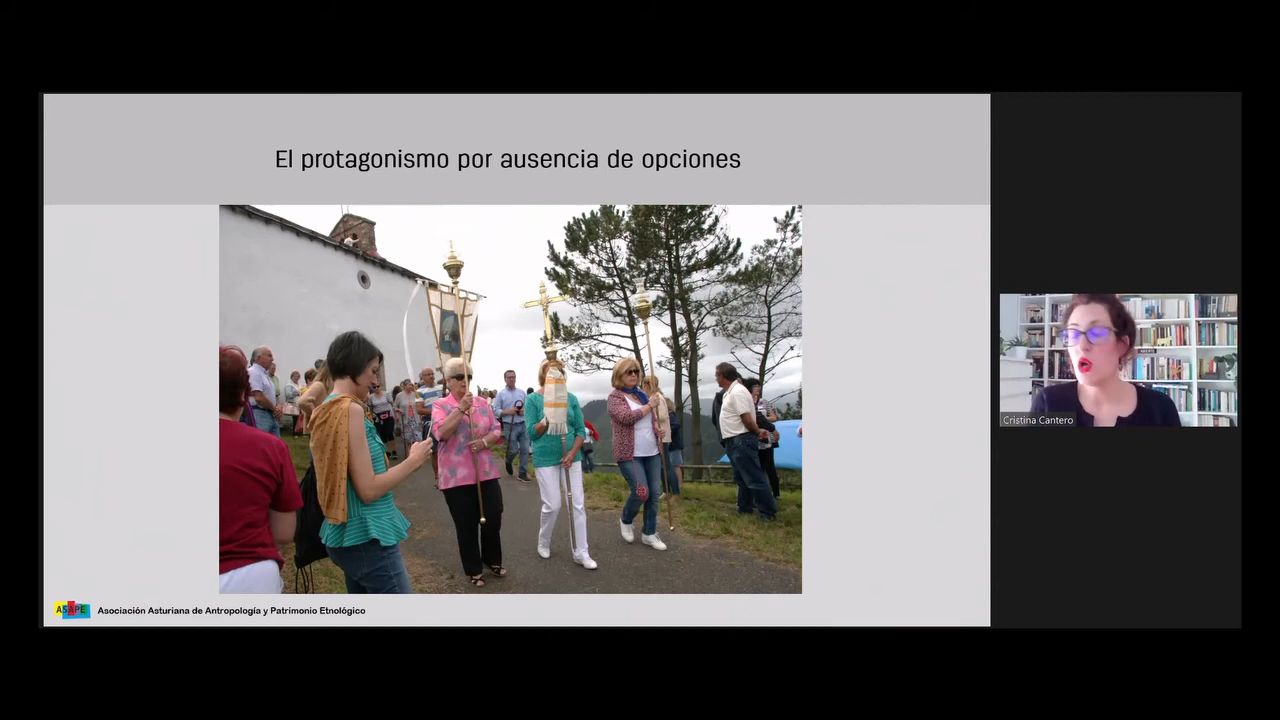 El protagonismo por ausencia de opciones
Cristina Cantero
ASAPE
Asociación Asturiana de Antropología y Patrimonio Etnológico